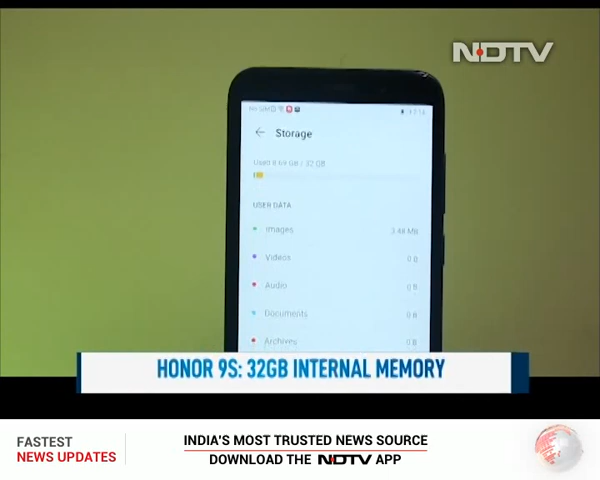 NDTV
Storage
Used 8.69 GB / 32 GB
USER DATA
Images 3.48 MB
Videos 0 B
Audio 0 B
Documents 0 B
Archives 0 B
HONOR 9S: 32GB INTERNAL MEMORY
FASTEST
NEWS UPDATES
INDIA'S MOST TRUSTED NEWS SOURCE
DOWNLOAD THE NDTV APP